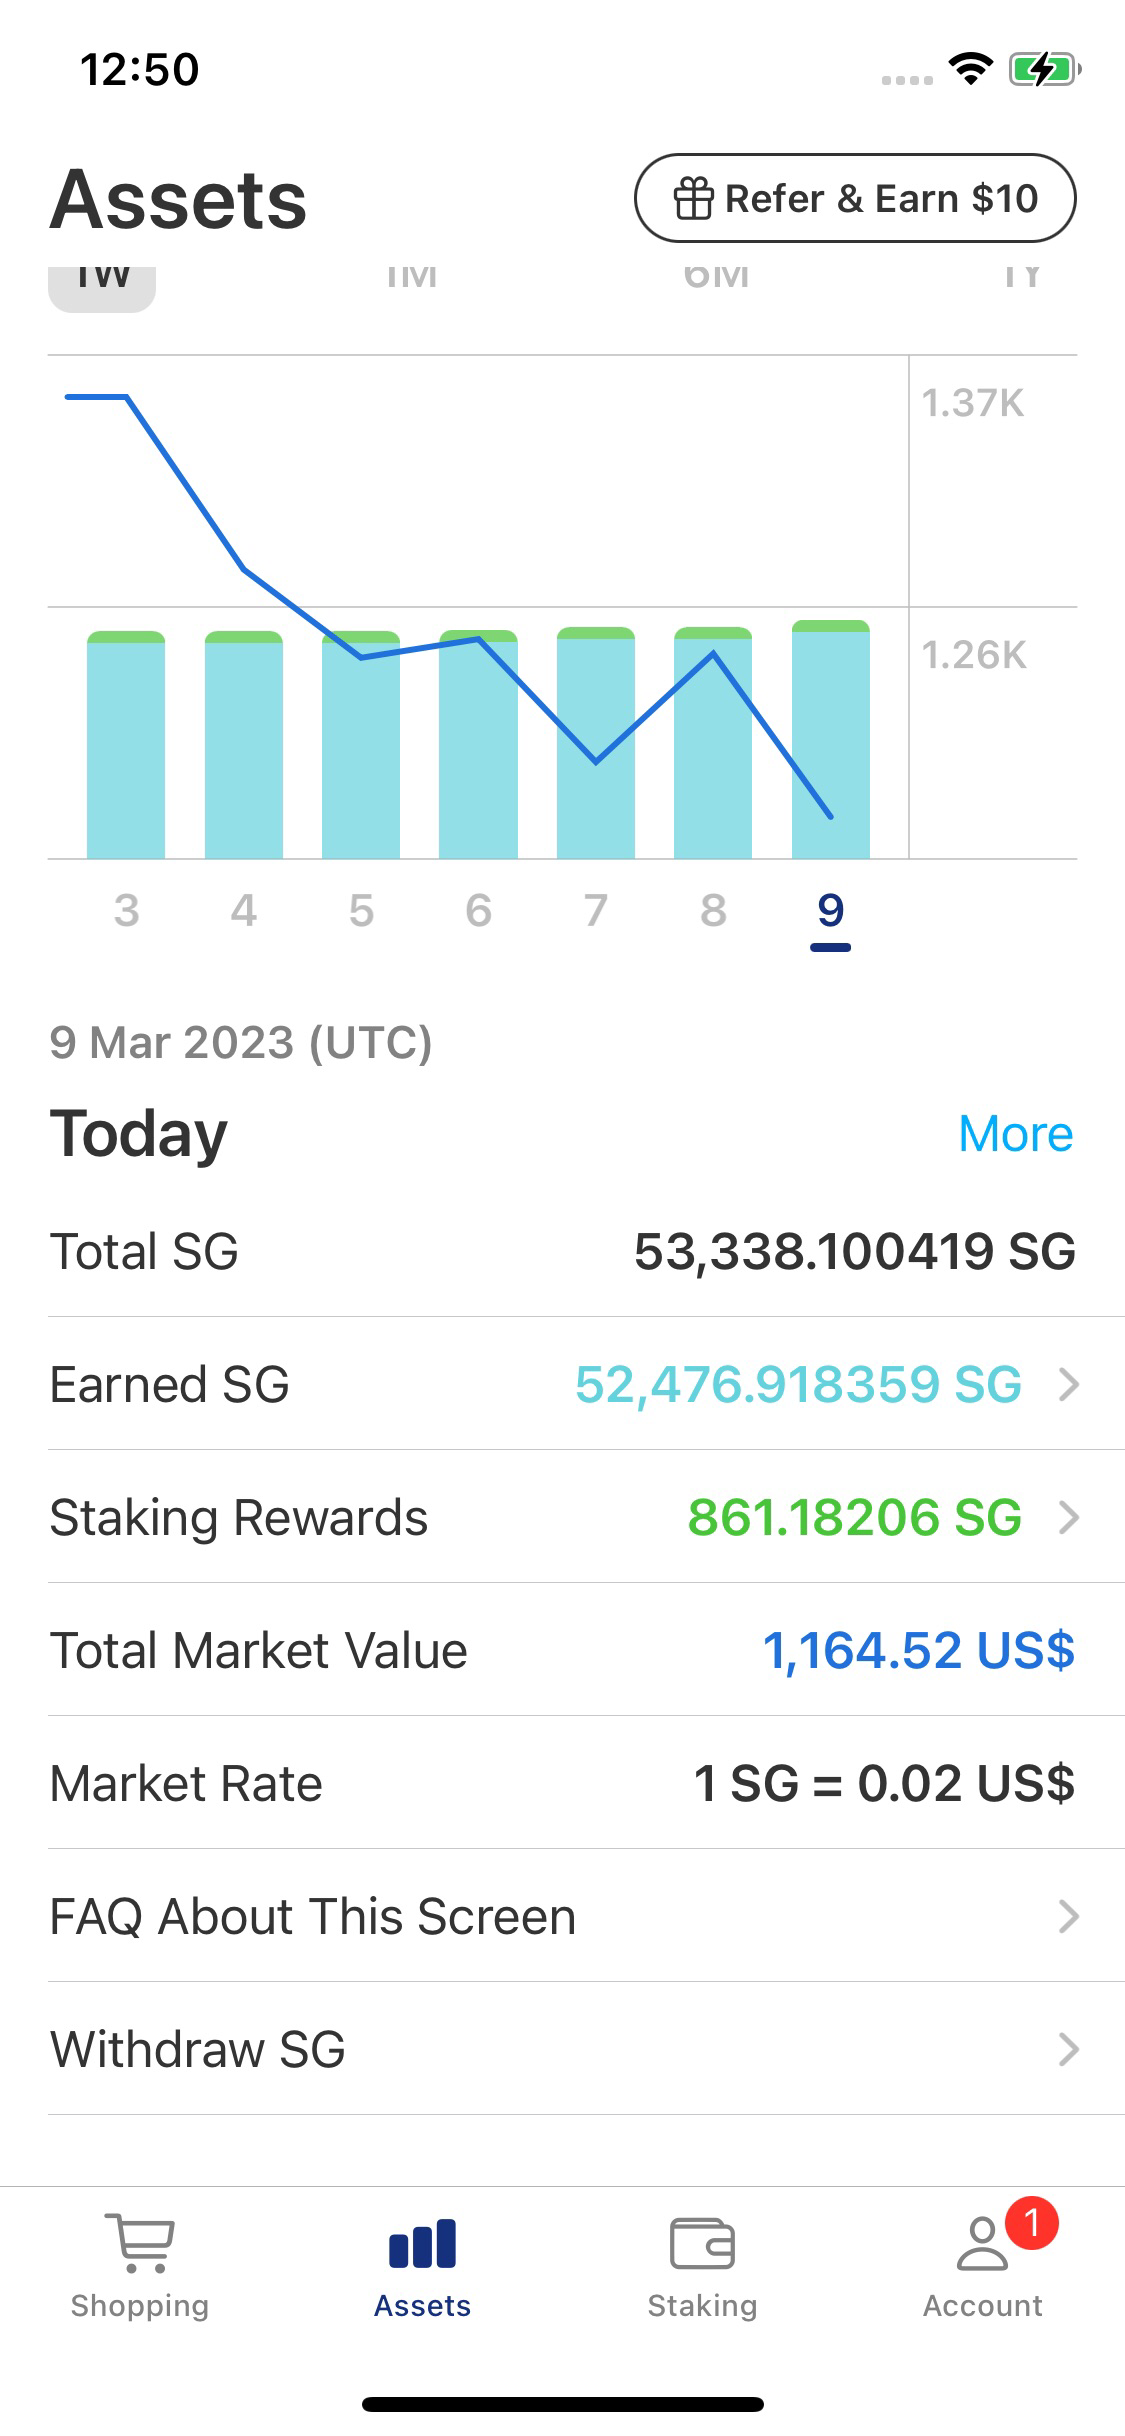 12:50
Assets
Refer & Earn $10
1W 1M 6M 1Y
1.37K
1.26K
3 4 5 6 7 8 9
9 Mar 2023 (UTC)
Today More
Total SG 53,338.100419 SG
Earned SG 52,476.918359 SG
Staking Rewards 861.18206 SG
Total Market Value 1,164.52 US$
Market Rate 1 SG = 0.02 US$
FAQ About This Screen
Withdraw SG
1
Shopping Assets Staking Account